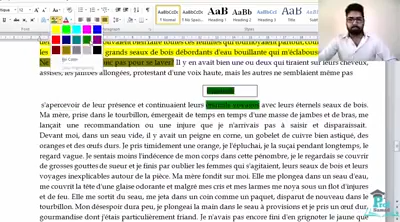 AaBbCcDc AaBbCcDc AaBbC AaBbCc AaB AaBbCc
¶ Normal ¶ No Spaci... Heading 1 Heading 2 Title
grands seaux de bois débordants d'eau bouillante qui m'éclabous
pas pour se laver! Il y en avait bien une ou deux qui tiraient sur leurs cheveux,
assises, les jambes allongées, protestant d'une voix haute, mais les autres ne semblaient même pas
s'apercevoir de leur présence et continuaient leurs avec leurs éternels seaux de bois.
Ma mère, prise dans le tourbillon, émergeait de temps en temps d'une masse de jambes et de bras, me
lançait une recommandation ou une injure que je n'arrivais pas à saisir et disparaissait.
Devant moi, dans un seau vide, il y avait un peigne en corne, un gobelet de cuivre bien astiqué, des
oranges et des œufs durs. Je pris timidement une orange, je l'épluchai, je la suçai pendant longtemps, le
regard vague. Je sentais moins l'indécence de mon corps dans cette pénombre, je le regardais se couvrir
de grosses gouttes de sueur et je finis par oublier les femmes qui s'agitaient, leurs seaux de bois et leurs
voyages inexplicables autour de la pièce. Ma mère fondit sur moi. Elle me plongea dans un seau d'eau,
me couvrit la tête d'une glaise odorante et malgré mes cris et mes larmes me noya sous un flot d'injures
et de feu. Elle me sortit du seau, me jeta dans un coin comme un paquet, disparut de nouveau dans le
tourbillon. Mon désespoir dura peu, je plongeai la main dans le seau à provisions et je pris un œuf dur,
gourmandise dont j'étais particulièrement friand. Je n'avais pas encore fini d'en grignoter le jaune que